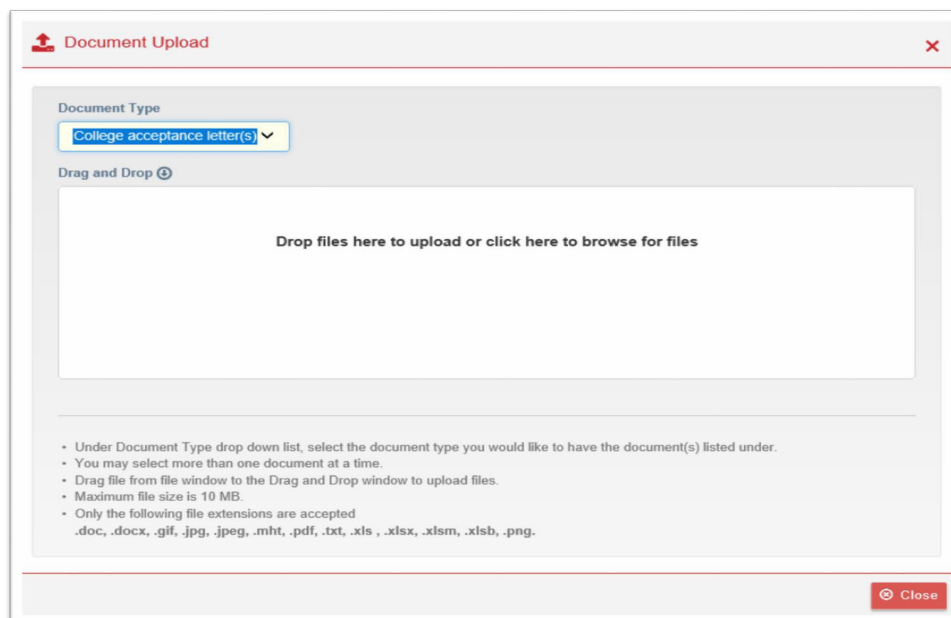 Document Upload
Document Type
College acceptance letter(s)
Drag and Drop
Drop files here to upload or click here to browse for files
• Under Document Type drop down list, select the document type you would like to have the document(s) listed under.
• You may select more than one document at a time.
• Drag file from file window to the Drag and Drop window to upload files.
• Maximum file size is 10 MB.
• Only the following file extensions are accepted
.doc, .docx, .gif, .jpg, .jpeg, .mht, .pdf, .txt, .xls , .xlsx, .xlsm, .xlsb, .png.
Close